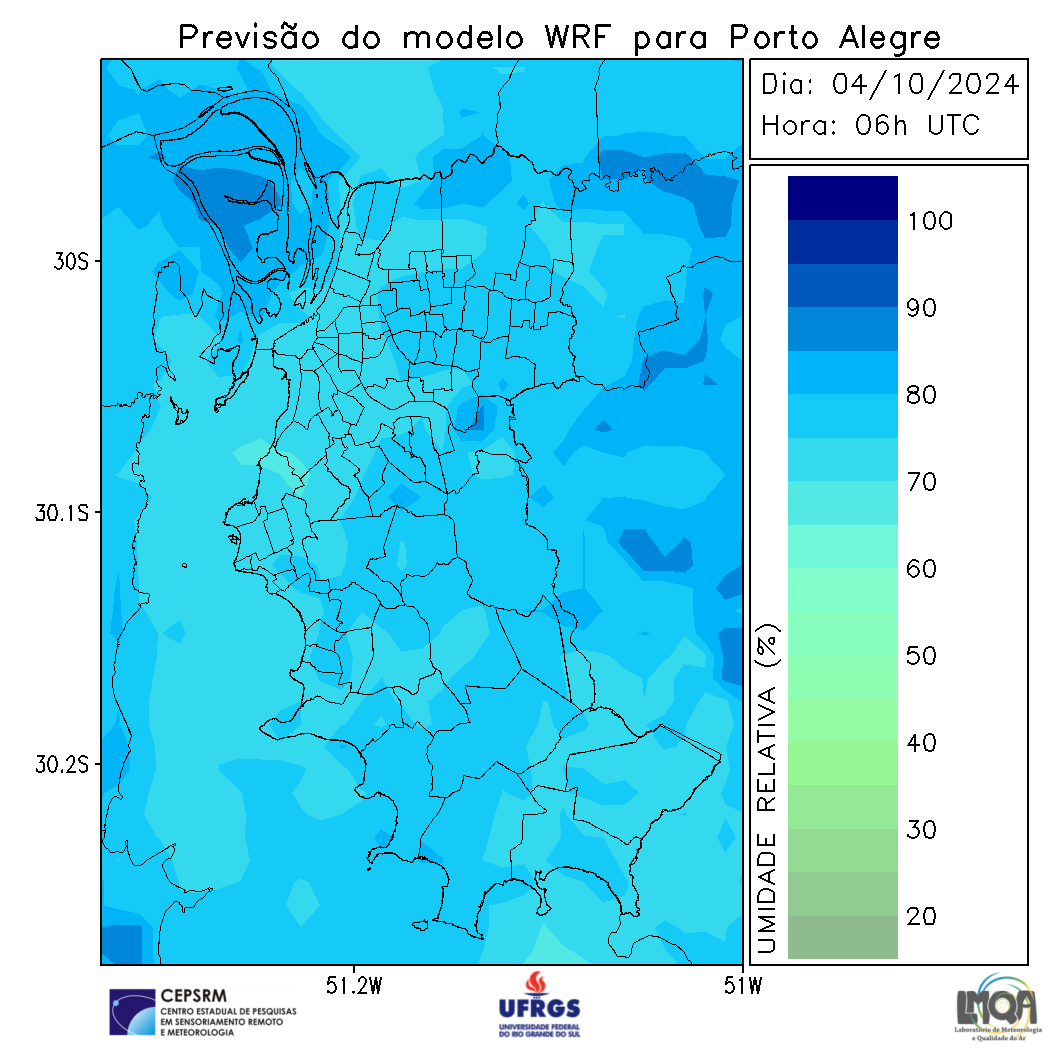 Previsão do modelo WRF para Porto Alegre
Dia: 04/10/2024
Hora: 06h UTC
100
90
80
70
60
50
40
30
20
UMIDADE RELATIVA (%)
30S
30.1S
30.2S
51.2W
51W
CEPSRM
CENTRO ESTADUAL DE PESQUISAS
EM SENSORIAMENTO REMOTO
E METEOROLOGIA
UFRGS
UNIVERSIDADE FEDERAL
DO RIO GRANDE DO SUL
LMQA
Laboratório de Meteorologia
e Qualidade do Ar